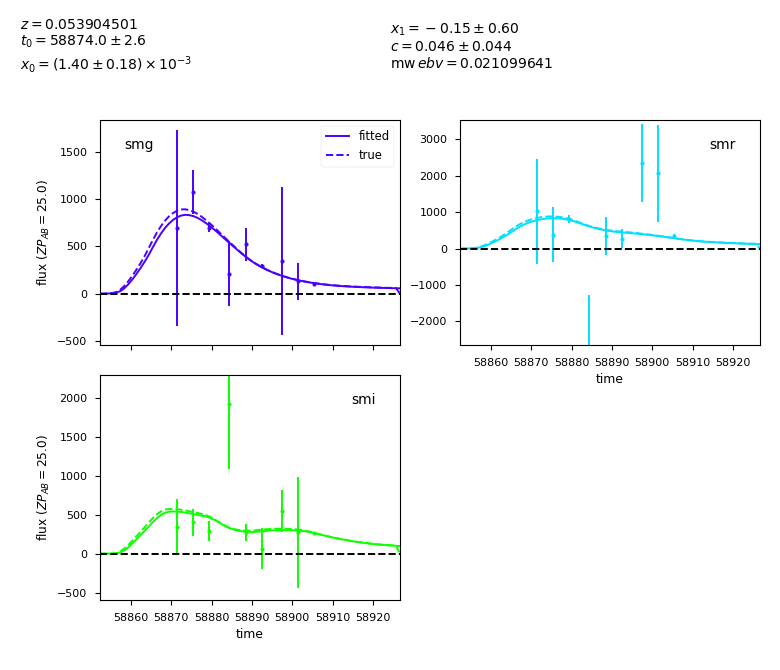 z = 0.053904501
t₀ = 58874.0 ± 2.6
x₀ = (1.40 ± 0.18) × 10⁻³
x₁ = −0.15 ± 0.60
c = 0.046 ± 0.044
mw ebv = 0.021099641
smg
fitted
true
1500
1000
500
0
−500
flux (ZP_AB = 25.0)
smr
3000
2000
1000
0
−1000
−2000
58860 58870 58880 58890 58900 58910 58920
time
smi
2000
1500
1000
500
0
−500
flux (ZP_AB = 25.0)
58860 58870 58880 58890 58900 58910 58920
time